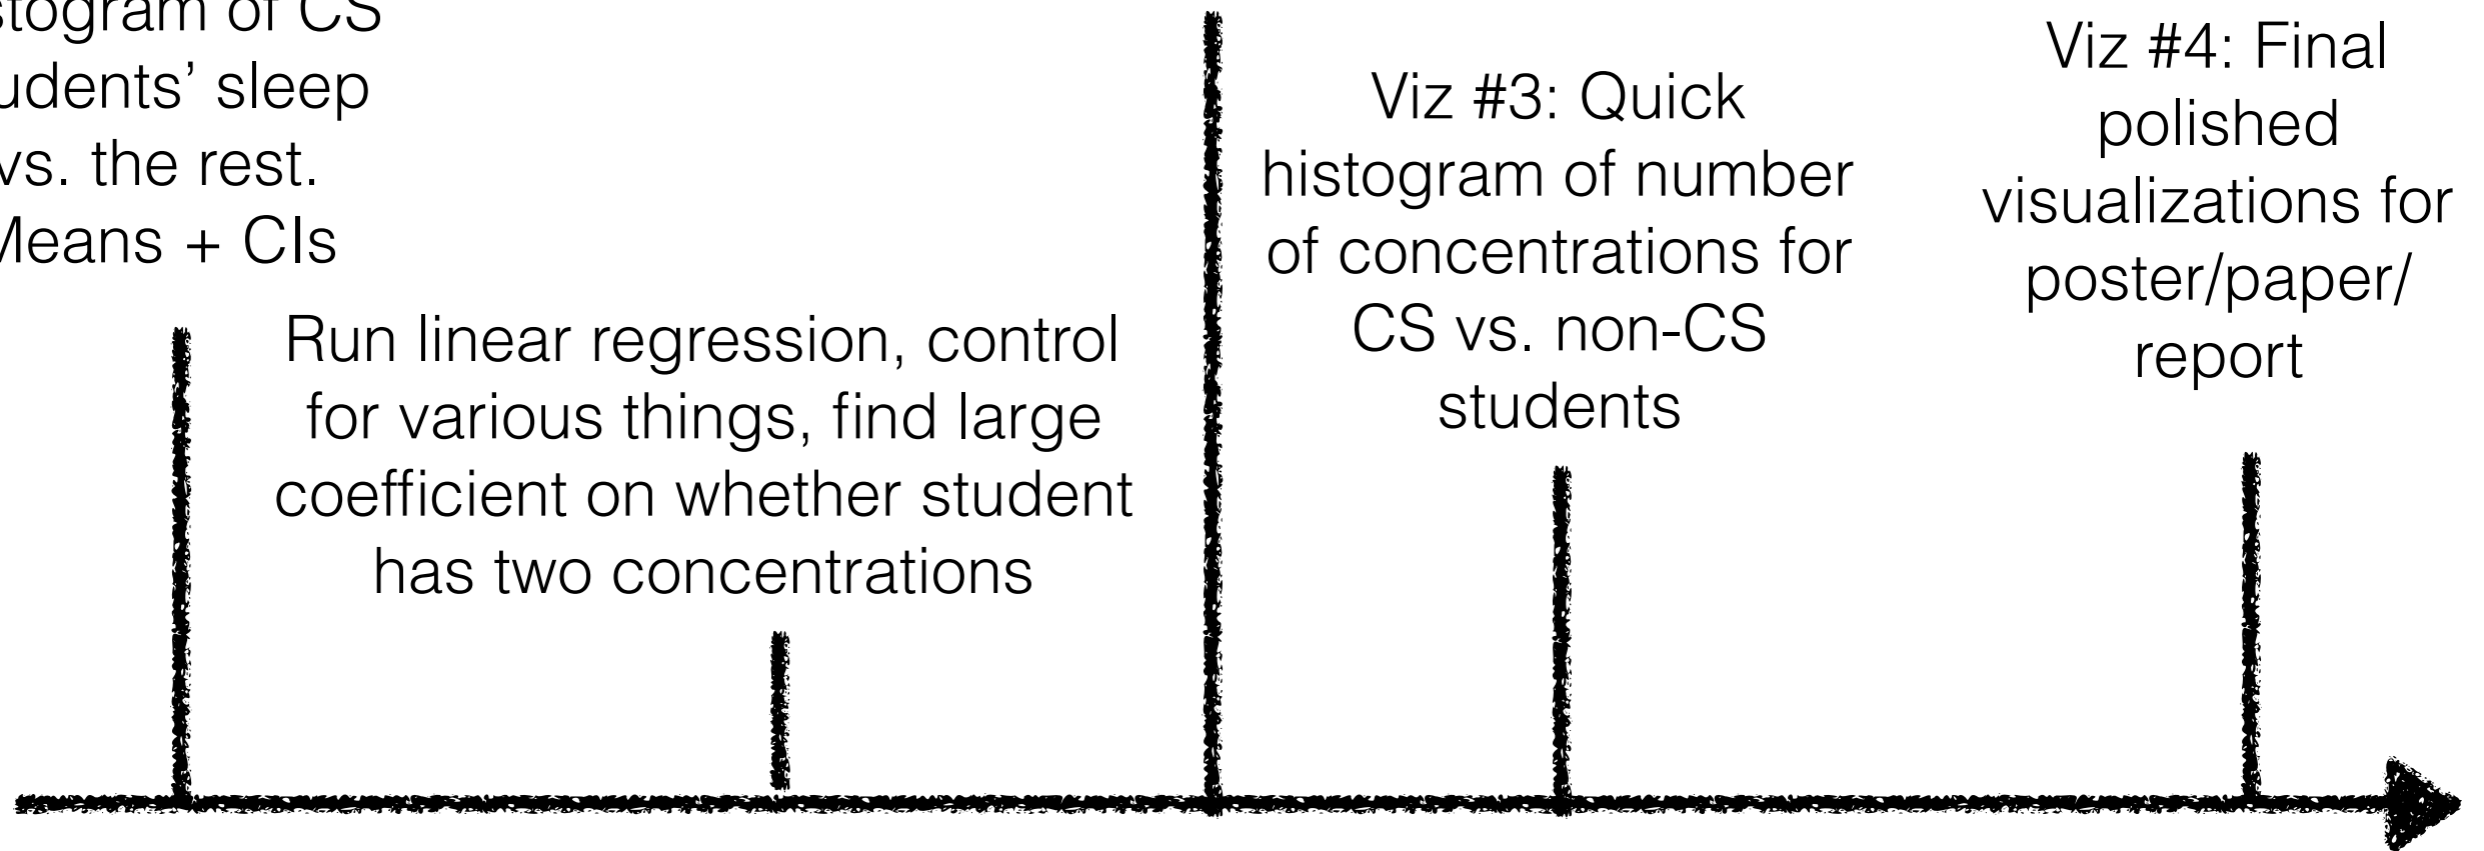 stogram of CS
udents’ sleep
vs. the rest.
Means + CIs
Run linear regression, control
for various things, find large
coefficient on whether student
has two concentrations
Viz #3: Quick
histogram of number
of concentrations for
CS vs. non-CS
students
Viz #4: Final
polished
visualizations for
poster/paper/
report